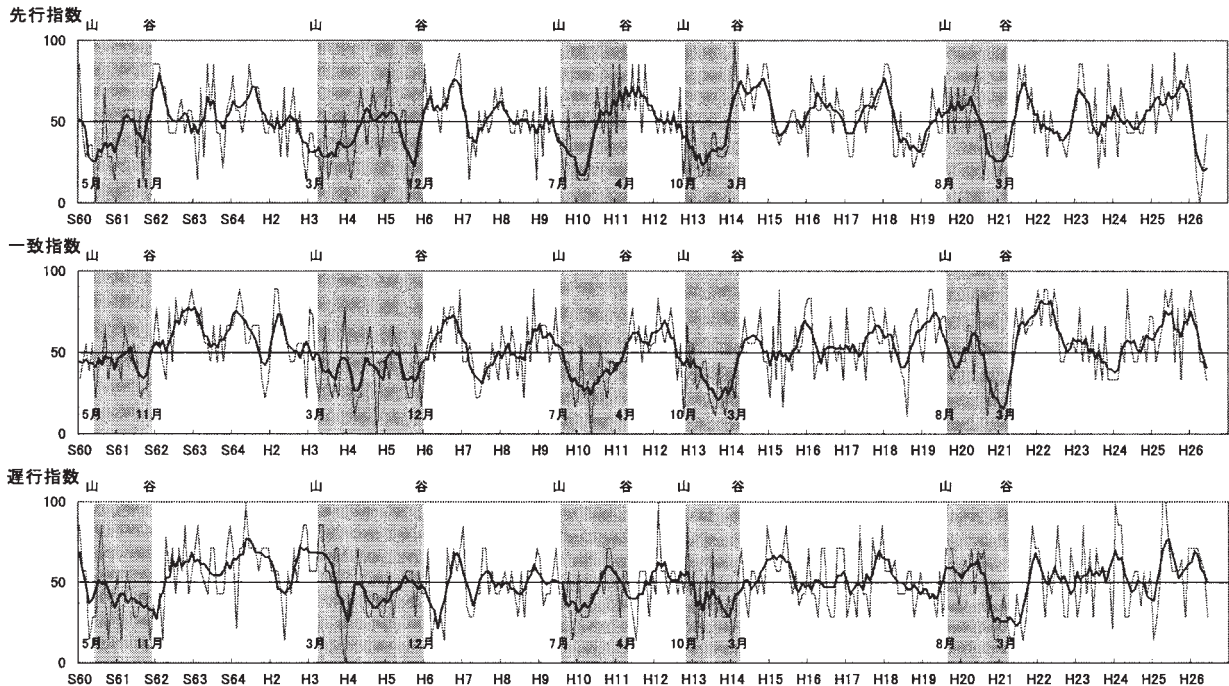 先行指数
山 谷 山 谷 山 谷 山 谷 山 谷
100
50
5月 11月 3月 12月 7月 4月 10月 3月 8月 3月
0
S60 S61 S62 S63 S64 H2 H3 H4 H5 H6 H7 H8 H9 H10 H11 H12 H13 H14 H15 H16 H17 H18 H19 H20 H21 H22 H23 H24 H25 H26
一致指数
山 谷 山 谷 山 谷 山 谷 山 谷
100
50
5月 11月 3月 12月 7月 4月 10月 3月 8月 3月
0
S60 S61 S62 S63 S64 H2 H3 H4 H5 H6 H7 H8 H9 H10 H11 H12 H13 H14 H15 H16 H17 H18 H19 H20 H21 H22 H23 H24 H25 H26
遅行指数
山 谷 山 谷 山 谷 山 谷 山 谷
100
50
5月 11月 3月 12月 7月 4月 10月 3月 8月 3月
0
S60 S61 S62 S63 S64 H2 H3 H4 H5 H6 H7 H8 H9 H10 H11 H12 H13 H14 H15 H16 H17 H18 H19 H20 H21 H22 H23 H24 H25 H26